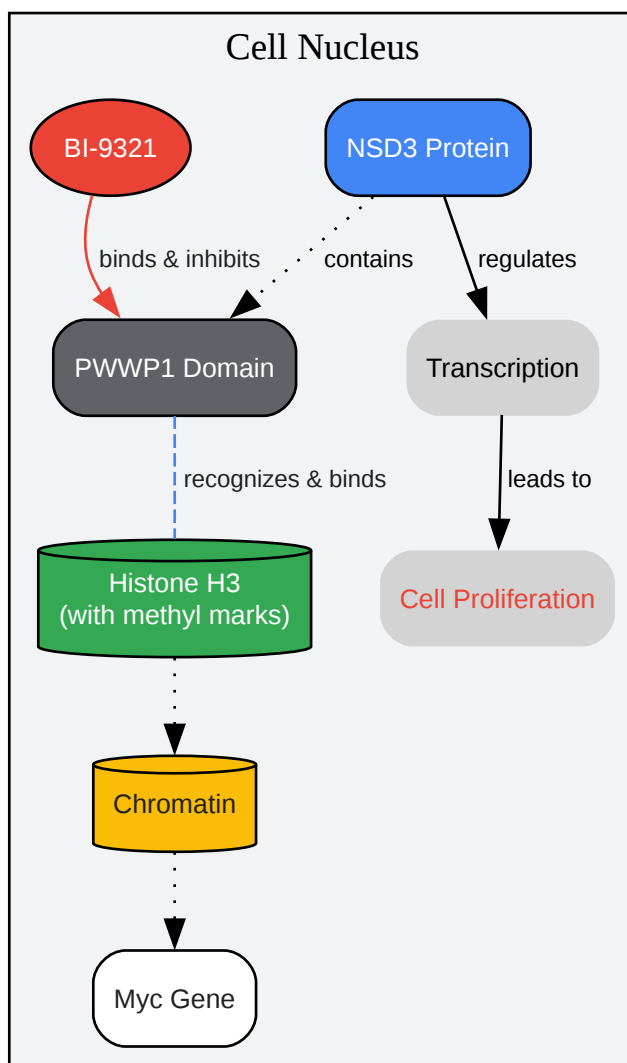 Cell Nucleus
BI-9321
NSD3 Protein
binds & inhibits
contains
regulates
PWWP1 Domain
Transcription
recognizes & binds
leads to
Histone H3
(with methyl marks)
Cell Proliferation
Chromatin
Myc Gene